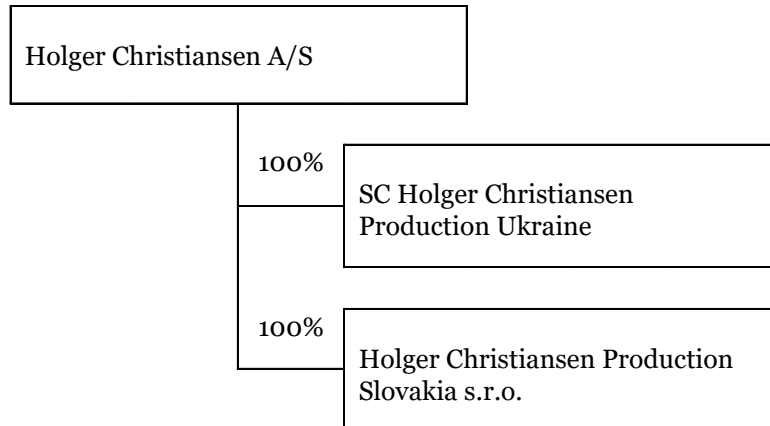 Holger Christiansen A/S
100%
SC Holger Christiansen
Production Ukraine
100%
Holger Christiansen Production
Slovakia s.r.o.